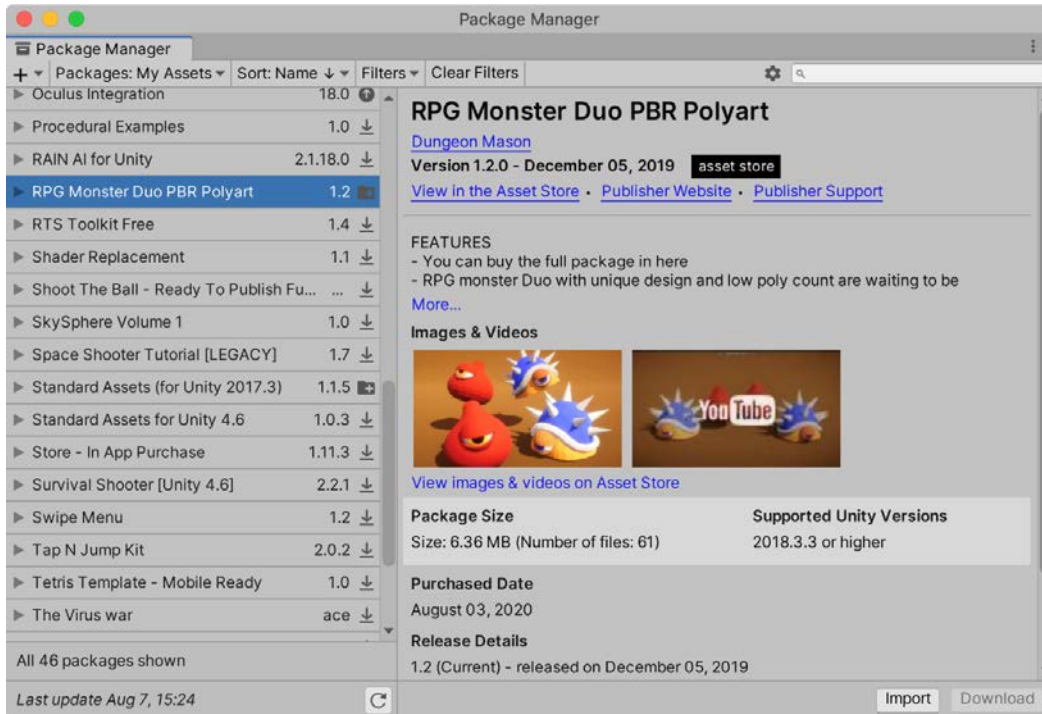 Package Manager
Package Manager
+ Packages: My Assets Sort: Name ↓ Filters Clear Filters
Oculus Integration 18.0
Procedural Examples 1.0
RAIN AI for Unity 2.1.18.0
RPG Monster Duo PBR Polyart 1.2
RTS Toolkit Free 1.4
Shader Replacement 1.1
Shoot The Ball - Ready To Publish Fu... ...
SkySphere Volume 1 1.0
Space Shooter Tutorial [LEGACY] 1.7
Standard Assets (for Unity 2017.3) 1.1.5
Standard Assets for Unity 4.6 1.0.3
Store - In App Purchase 1.11.3
Survival Shooter [Unity 4.6] 2.2.1
Swipe Menu 1.2
Tap N Jump Kit 2.0.2
Tetris Template - Mobile Ready 1.0
The Virus war ace
All 46 packages shown
Last update Aug 7, 15:24
RPG Monster Duo PBR Polyart
Dungeon Mason
Version 1.2.0 - December 05, 2019 asset store
View in the Asset Store • Publisher Website • Publisher Support
FEATURES
- You can buy the full package in here
- RPG monster Duo with unique design and low poly count are waiting to be
More...
Images & Videos
You Tube
View images & videos on Asset Store
Package Size Supported Unity Versions
Size: 6.36 MB (Number of files: 61) 2018.3.3 or higher
Purchased Date
August 03, 2020
Release Details
1.2 (Current) - released on December 05, 2019
Import Download